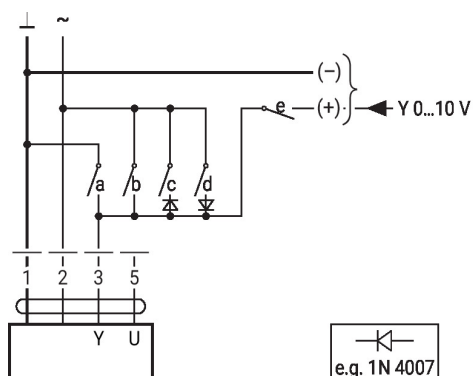 ⊥ ~
(–)
e (+) Y 0...10 V
a b c d
1 2 3 5
Y U
e.g. 1N 4007